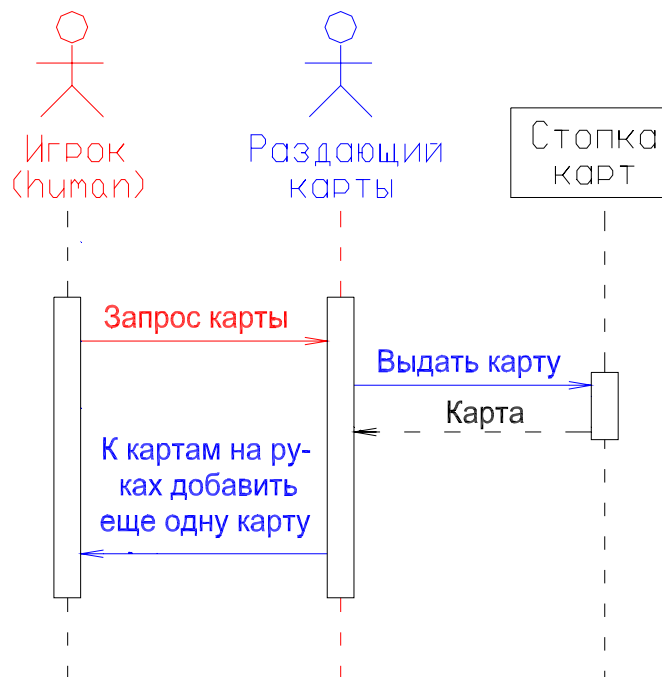 Игрок
(human)
Раздающий
карты
Стопка
карт
Запрос карты
Выдать карту
Карта
К картам на ру-
ках добавить
еще одну карту